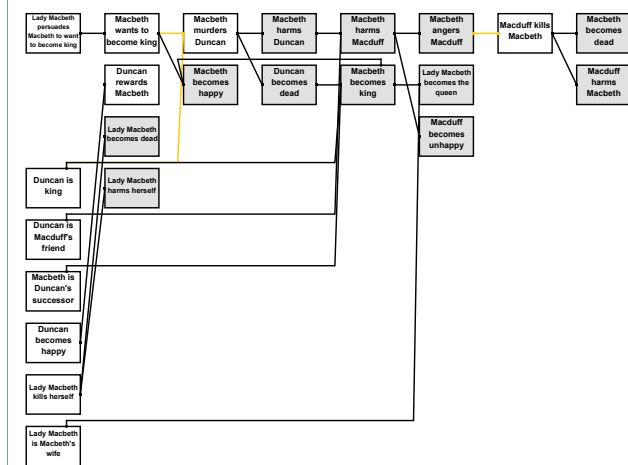 Lady Macbeth
persuades
Macbeth to want
to become king
Macbeth
wants to
become king
Macbeth
murders
Duncan
Macbeth
harms
Duncan
Macbeth
harms
Macduff
Macbeth
angers
Macduff
Macduff kills
Macbeth
Macbeth
becomes
dead
Duncan
rewards
Macbeth
Macbeth
becomes
happy
Duncan
becomes
dead
Macbeth
becomes
king
Lady Macbeth
becomes the
queen
Macduff
harms
Macbeth
Lady Macbeth
becomes dead
Macduff
becomes
unhappy
Duncan is
king
Lady Macbeth
harms herself
Duncan is
Macduff's
friend
Macbeth is
Duncan's
successor
Duncan
becomes
happy
Lady Macbeth
kills herself
Lady Macbeth
is Macbeth's
wife